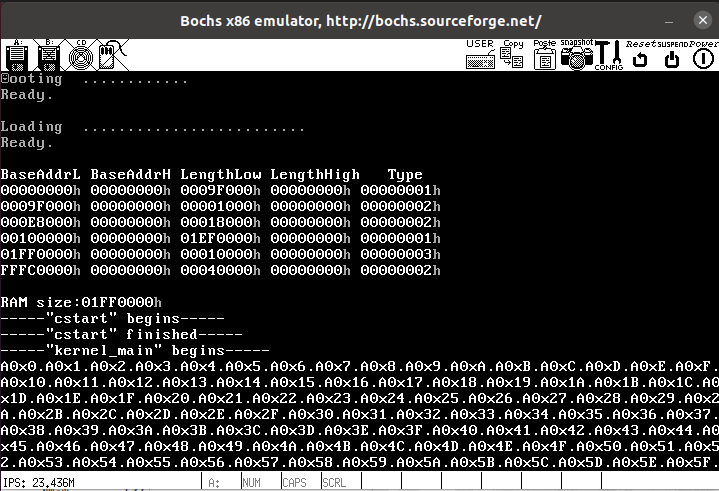 Bochs x86 emulator, http://bochs.sourceforge.net/
A: B: CD USER Copy Paste snapshot CONFIG Reset SUSPEND Power
Booting  ............
Ready.
Loading  .........................
Ready.
BaseAddrL BaseAddrH LengthLow LengthHigh   Type
00000000h 00000000h 0009F000h 00000000h 00000001h
0009F000h 00000000h 00001000h 00000000h 00000002h
000E8000h 00000000h 00018000h 00000000h 00000002h
00100000h 00000000h 01EF0000h 00000000h 00000001h
01FF0000h 00000000h 00010000h 00000000h 00000003h
FFFC0000h 00000000h 00040000h 00000000h 00000002h
RAM size:01FF0000h
-----"cstart" begins-----
-----"cstart" finished-----
-----"kernel_main" begins-----
A0x0.A0x1.A0x2.A0x3.A0x4.A0x5.A0x6.A0x7.A0x8.A0x9.A0xA.A0xB.A0xC.A0xD.A0xE.A0xF.
A0x10.A0x11.A0x12.A0x13.A0x14.A0x15.A0x16.A0x17.A0x18.A0x19.A0x1A.A0x1B.A0x1C.A0
x1D.A0x1E.A0x1F.A0x20.A0x21.A0x22.A0x23.A0x24.A0x25.A0x26.A0x27.A0x28.A0x29.A0x2
A.A0x2B.A0x2C.A0x2D.A0x2E.A0x2F.A0x30.A0x31.A0x32.A0x33.A0x34.A0x35.A0x36.A0x37.
A0x38.A0x39.A0x3A.A0x3B.A0x3C.A0x3D.A0x3E.A0x3F.A0x40.A0x41.A0x42.A0x43.A0x44.A0
x45.A0x46.A0x47.A0x48.A0x49.A0x4A.A0x4B.A0x4C.A0x4D.A0x4E.A0x4F.A0x50.A0x51.A0x5
2.A0x53.A0x54.A0x55.A0x56.A0x57.A0x58.A0x59.A0x5A.A0x5B.A0x5C.A0x5D.A0x5E.A0x5F.
IPS: 23.436M A: NUM CAPS SCRL